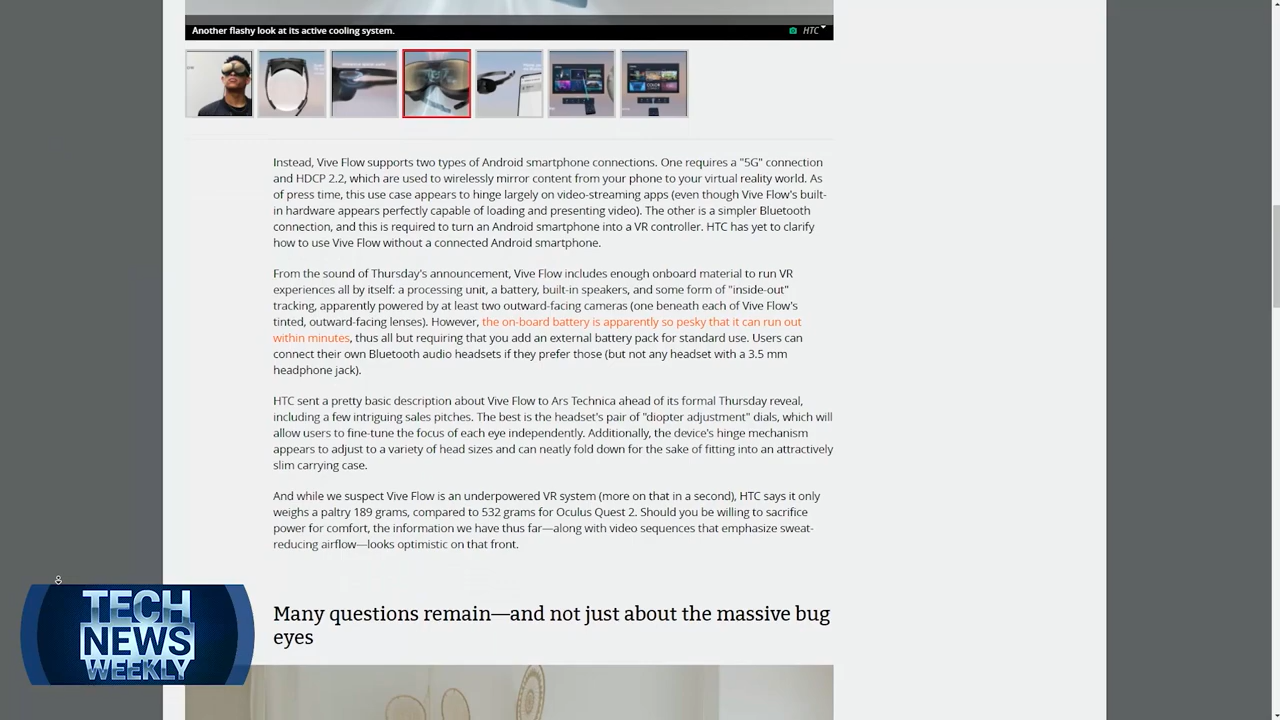 Another flashy look at its active cooling system.
HTC
Instead, Vive Flow supports two types of Android smartphone connections. One requires a "5G" connection
and HDCP 2.2, which are used to wirelessly mirror content from your phone to your virtual reality world. As
of press time, this use case appears to hinge largely on video-streaming apps (even though Vive Flow's built-
in hardware appears perfectly capable of loading and presenting video). The other is a simpler Bluetooth
connection, and this is required to turn an Android smartphone into a VR controller. HTC has yet to clarify
how to use Vive Flow without a connected Android smartphone.
From the sound of Thursday's announcement, Vive Flow includes enough onboard material to run VR
experiences all by itself: a processing unit, a battery, built-in speakers, and some form of "inside-out"
tracking, apparently powered by at least two outward-facing cameras (one beneath each of Vive Flow's
tinted, outward-facing lenses). However, the on-board battery is apparently so pesky that it can run out
within minutes, thus all but requiring that you add an external battery pack for standard use. Users can
connect their own Bluetooth audio headsets if they prefer those (but not any headset with a 3.5 mm
headphone jack).
HTC sent a pretty basic description about Vive Flow to Ars Technica ahead of its formal Thursday reveal,
including a few intriguing sales pitches. The best is the headset's pair of "diopter adjustment" dials, which will
allow users to fine-tune the focus of each eye independently. Additionally, the device's hinge mechanism
appears to adjust to a variety of head sizes and can neatly fold down for the sake of fitting into an attractively
slim carrying case.
And while we suspect Vive Flow is an underpowered VR system (more on that in a second), HTC says it only
weighs a paltry 189 grams, compared to 532 grams for Oculus Quest 2. Should you be willing to sacrifice
power for comfort, the information we have thus far—along with video sequences that emphasize sweat-
reducing airflow—looks optimistic on that front.
Many questions remain—and not just about the massive bug
eyes
TECH
NEWS
WEEKLY